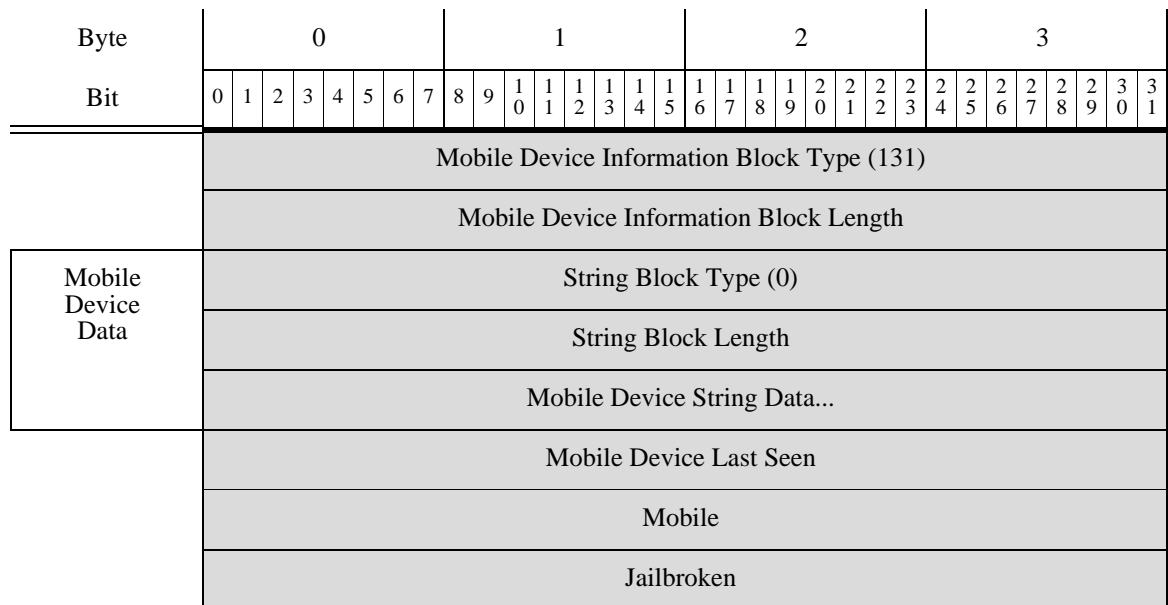 Byte 0 1 2 3
Bit 0 1 2 3 4 5 6 7 8 9 10 11 12 13 14 15 16 17 18 19 20 21 22 23 24 25 26 27 28 29 30 31
Mobile Device Information Block Type (131)
Mobile Device Information Block Length
Mobile
Device
Data
String Block Type (0)
String Block Length
Mobile Device String Data...
Mobile Device Last Seen
Mobile
Jailbroken